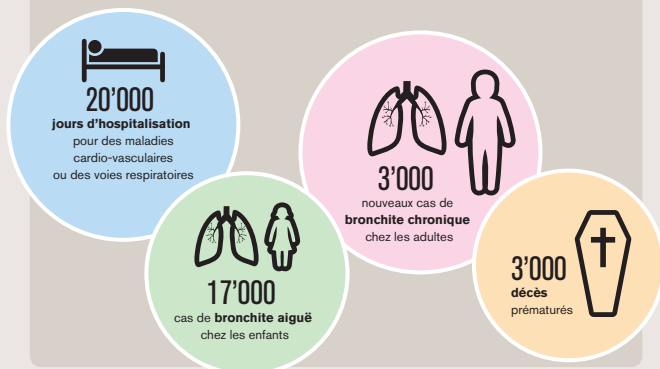 20’000
jours d’hospitalisation
pour des maladies
cardio-vasculaires
ou des voies respiratoires
3’000
nouveaux cas de
bronchite chronique
chez les adultes
17’000
cas de bronchite aiguë
chez les enfants
3’000
décès
prématurés